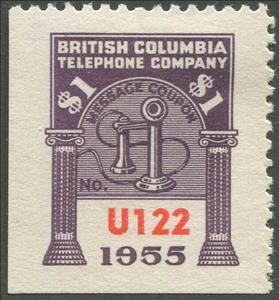 BRITISH COLUMBIA
TELEPHONE COMPANY
$1 $1
MESSAGE COUPON
NO.
U122
1955